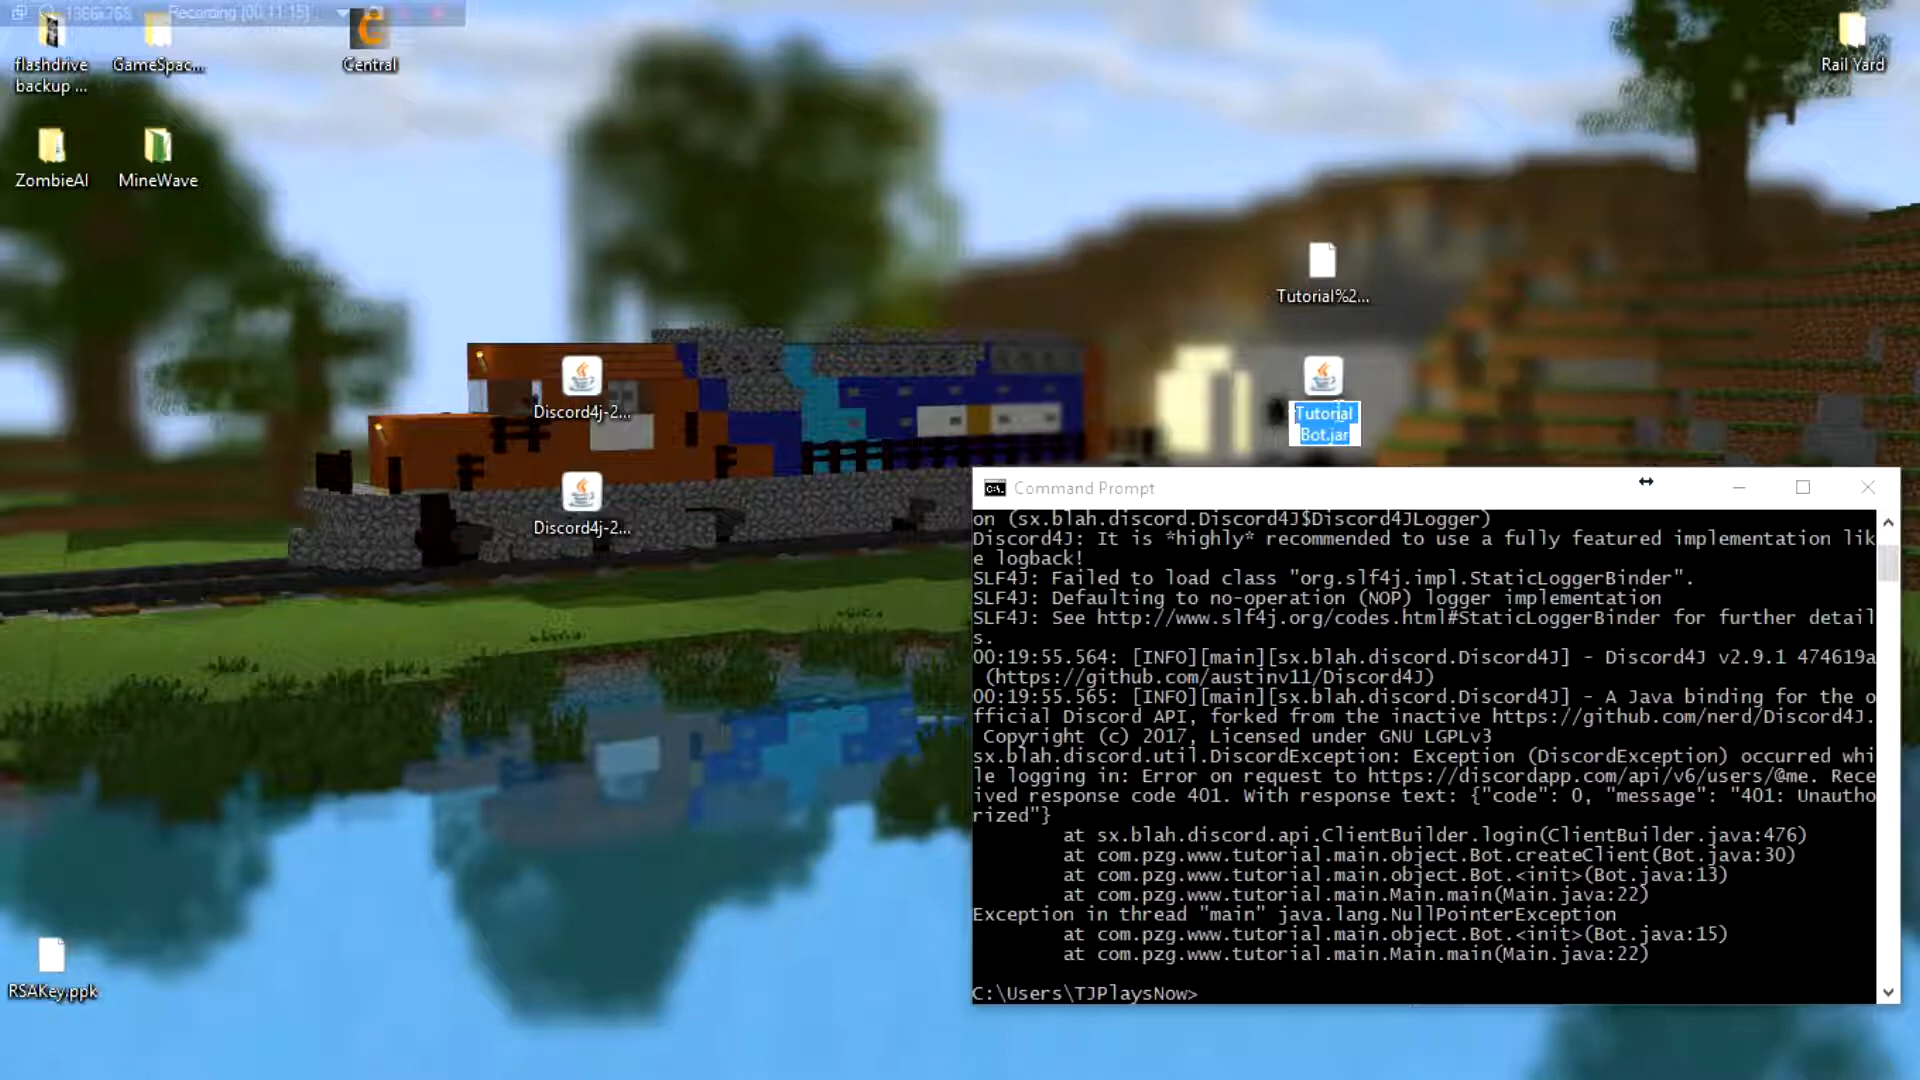 1366x768
Recording [00:11:15]
flashdrive
backup ...
GameSpac...
Central
Rail Yard
ZombieAI
MineWave
Tutorial%2...
Discord4j-2...
Tutorial
Bot.jar
Discord4j-2...
Command Prompt
on (sx.blah.discord.Discord4J$Discord4JLogger)
Discord4J: It is *highly* recommended to use a fully featured implementation lik
e logback!
SLF4J: Failed to load class "org.slf4j.impl.StaticLoggerBinder".
SLF4J: Defaulting to no-operation (NOP) logger implementation
SLF4J: See http://www.slf4j.org/codes.html#StaticLoggerBinder for further detail
s.
00:19:55.564: [INFO][main][sx.blah.discord.Discord4J] - Discord4J v2.9.1 474619a
(https://github.com/austinv11/Discord4J)
00:19:55.565: [INFO][main][sx.blah.discord.Discord4J] - A Java binding for the o
fficial Discord API, forked from the inactive https://github.com/nerd/Discord4J.
Copyright (c) 2017, Licensed under GNU LGPLv3
sx.blah.discord.util.DiscordException: Exception (DiscordException) occurred whi
le logging in: Error on request to https://discordapp.com/api/v6/users/@me. Rece
ived response code 401. With response text: {"code": 0, "message": "401: Unautho
rized"}
at sx.blah.discord.api.ClientBuilder.login(ClientBuilder.java:476)
at com.pzg.www.tutorial.main.object.Bot.createClient(Bot.java:30)
at com.pzg.www.tutorial.main.object.Bot.<init>(Bot.java:13)
at com.pzg.www.tutorial.main.Main.main(Main.java:22)
Exception in thread "main" java.lang.NullPointerException
at com.pzg.www.tutorial.main.object.Bot.<init>(Bot.java:15)
at com.pzg.www.tutorial.main.Main.main(Main.java:22)
C:\Users\TJPlaysNow>
RSAKey.ppk